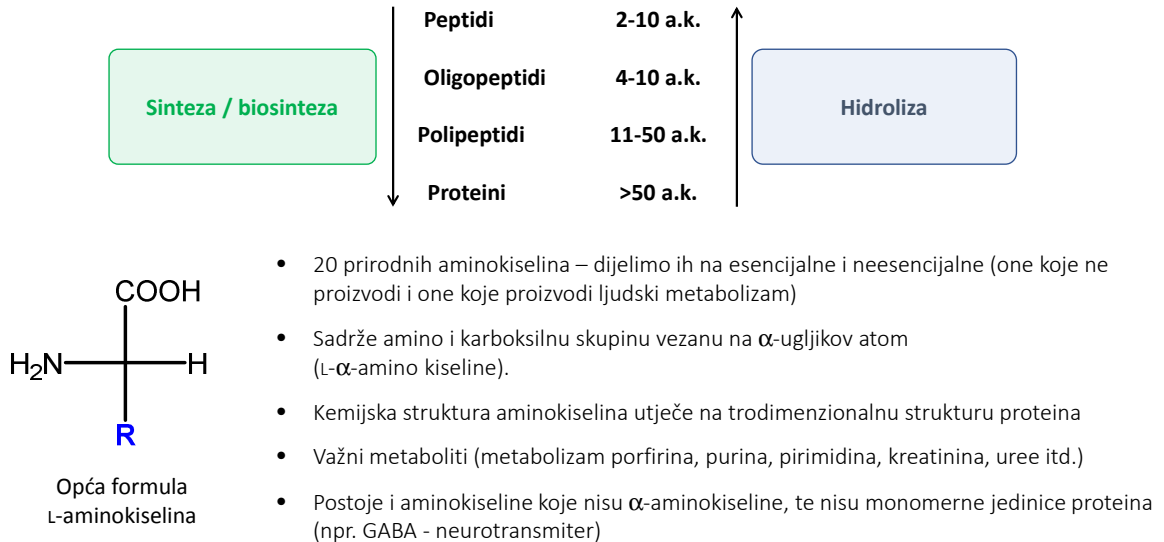 Peptidi 2-10 a.k.
Oligopeptidi 4-10 a.k.
Sinteza / biosinteza
Hidroliza
Polipeptidi 11-50 a.k.
Proteini >50 a.k.
• 20 prirodnih aminokiselina – dijelimo ih na esencijalne i neesencijalne (one koje ne
proizvodi i one koje proizvodi ljudski metabolizam)
• Sadrže amino i karboksilnu skupinu vezanu na α-ugljikov atom
(L-α-amino kiseline).
• Kemijska struktura aminokiselina utječe na trodimenzionalnu strukturu proteina
• Važni metaboliti (metabolizam porfirina, purina, pirimidina, kreatinina, uree itd.)
• Postoje i aminokiseline koje nisu α-aminokiseline, te nisu monomerne jedinice proteina
(npr. GABA - neurotransmiter)
COOH
H₂N H
R
Opća formula
L-aminokiselina